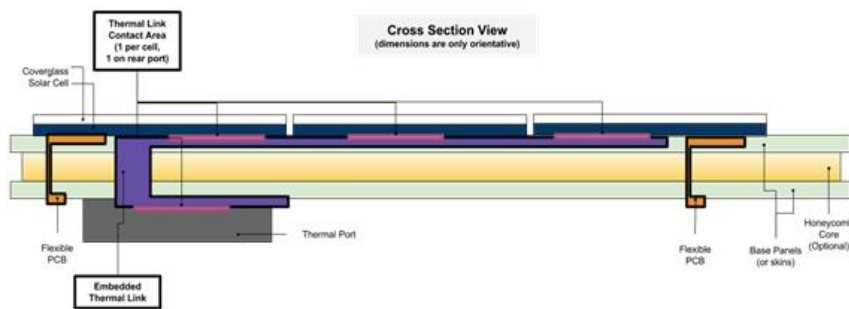 Thermal Link
Contact Area
(1 per cell,
1 on rear port)
Cross Section View
(dimensions are only orientative)
Coverglass
Solar Cell
Flexible
PCB
Thermal Port
Embedded
Thermal Link
Flexible
PCB
Base Panels
(or skins)
Honeycomb
Core
(Optional)